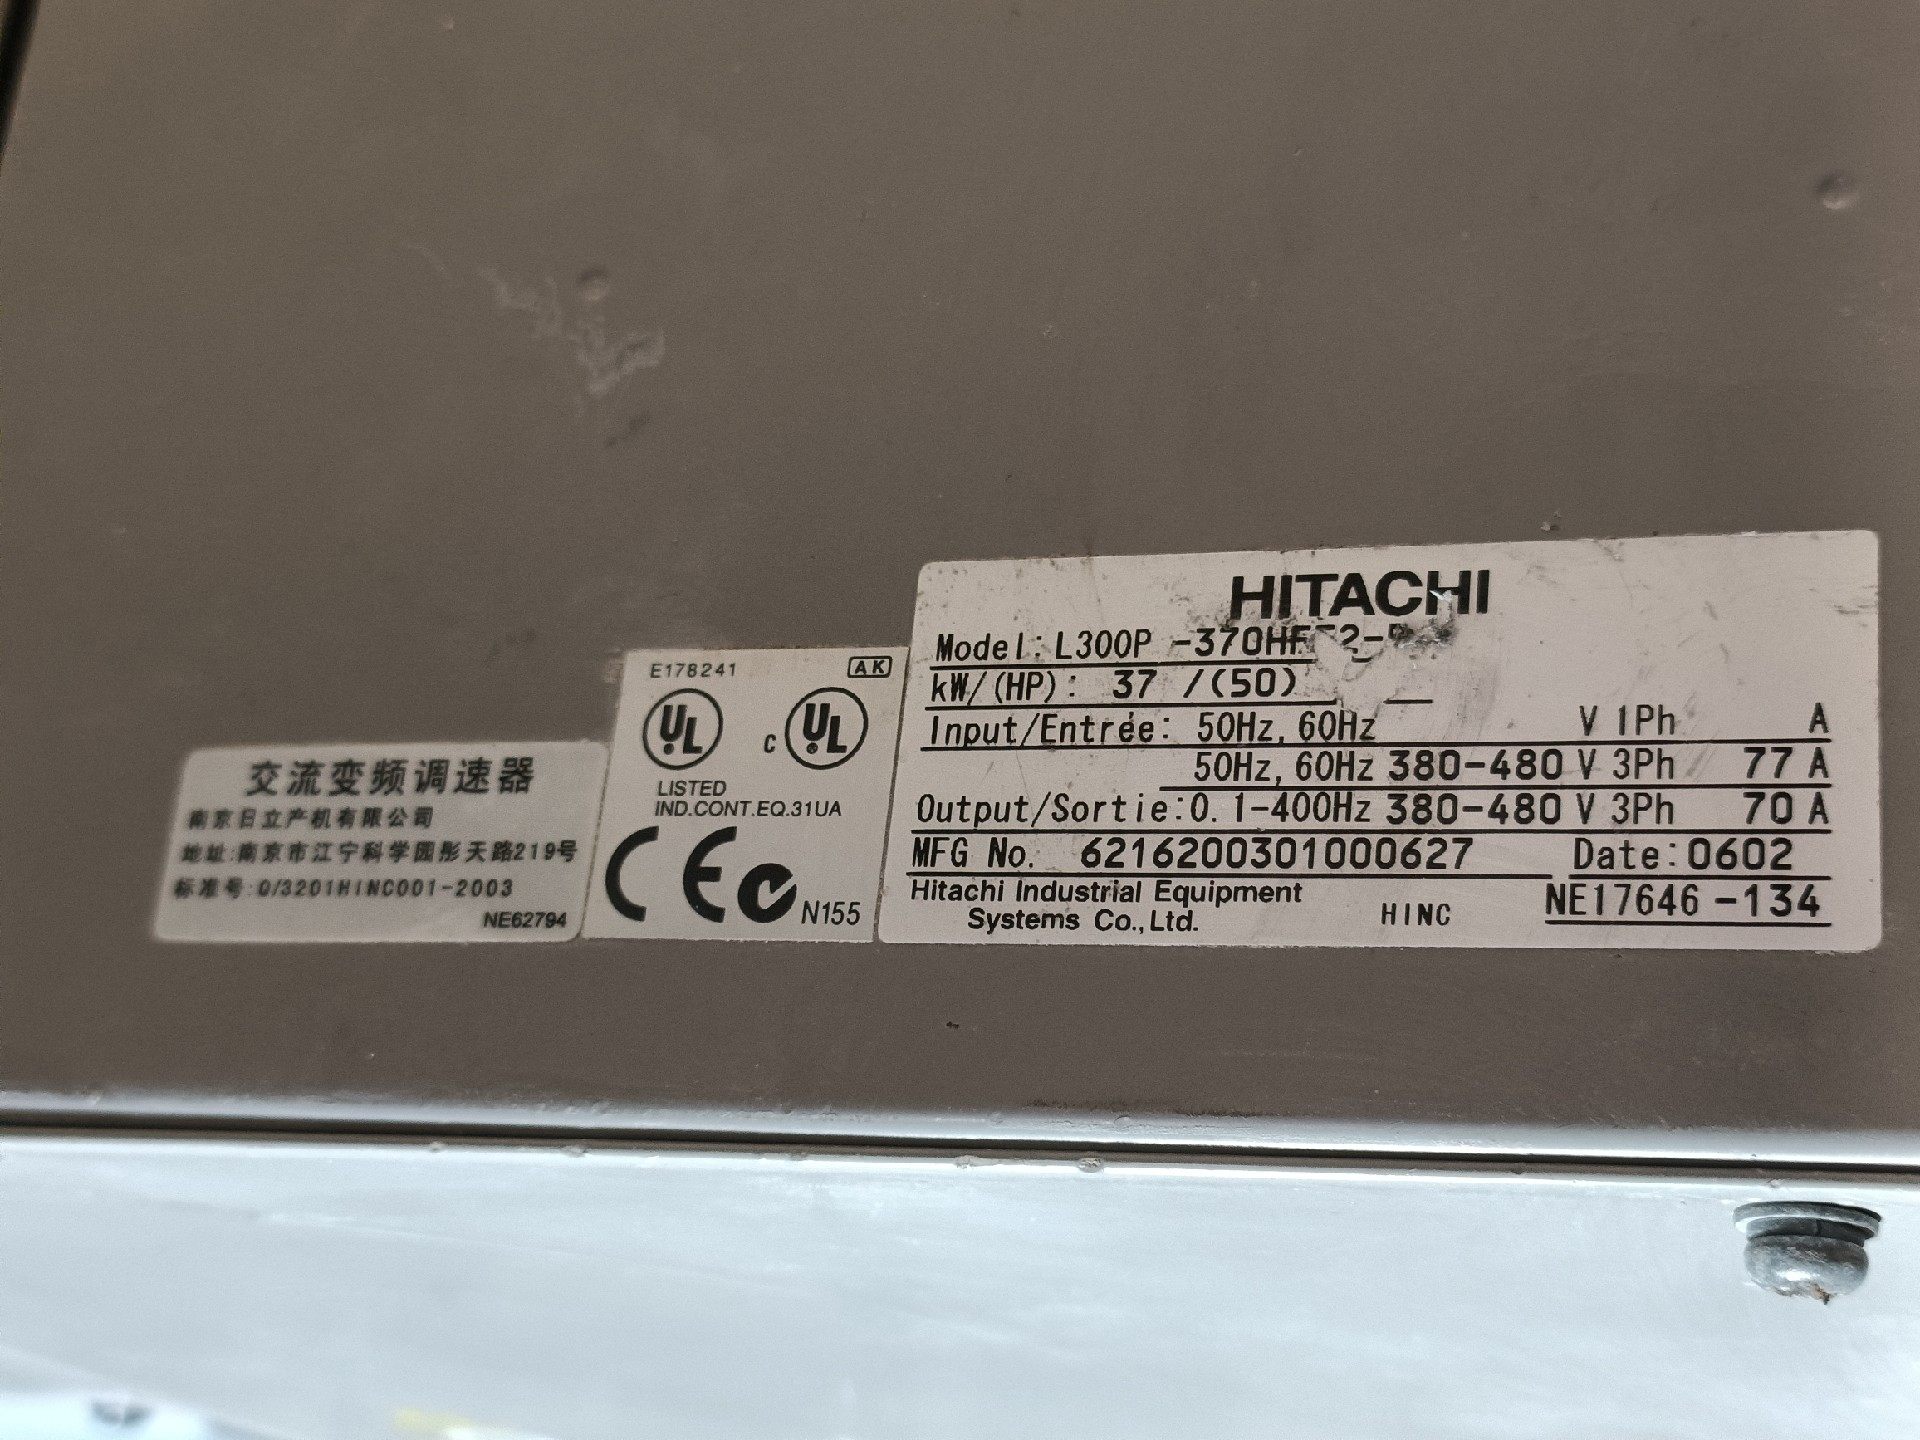 HITACHI
Model: L300P -370HF
kW/(HP): 37 /(50)
Input/Entrée: 50Hz, 60Hz V 1Ph A
50Hz, 60Hz 380-480 V 3Ph 77 A
Output/Sortie:0.1-400Hz 380-480 V 3Ph 70 A
MFG No. 6216200301000627 Date:0602
Hitachi Industrial Equipment
Systems Co., Ltd. HINC NE17646-134
E178241 AK
UL c UL
LISTED
IND.CONT.EQ.31UA
CE N155
交流变频调速器
南京日立产机有限公司
地址:南京市江宁科学园彤天路219号
标准号:Q/3201HINC001-2003
NE62794